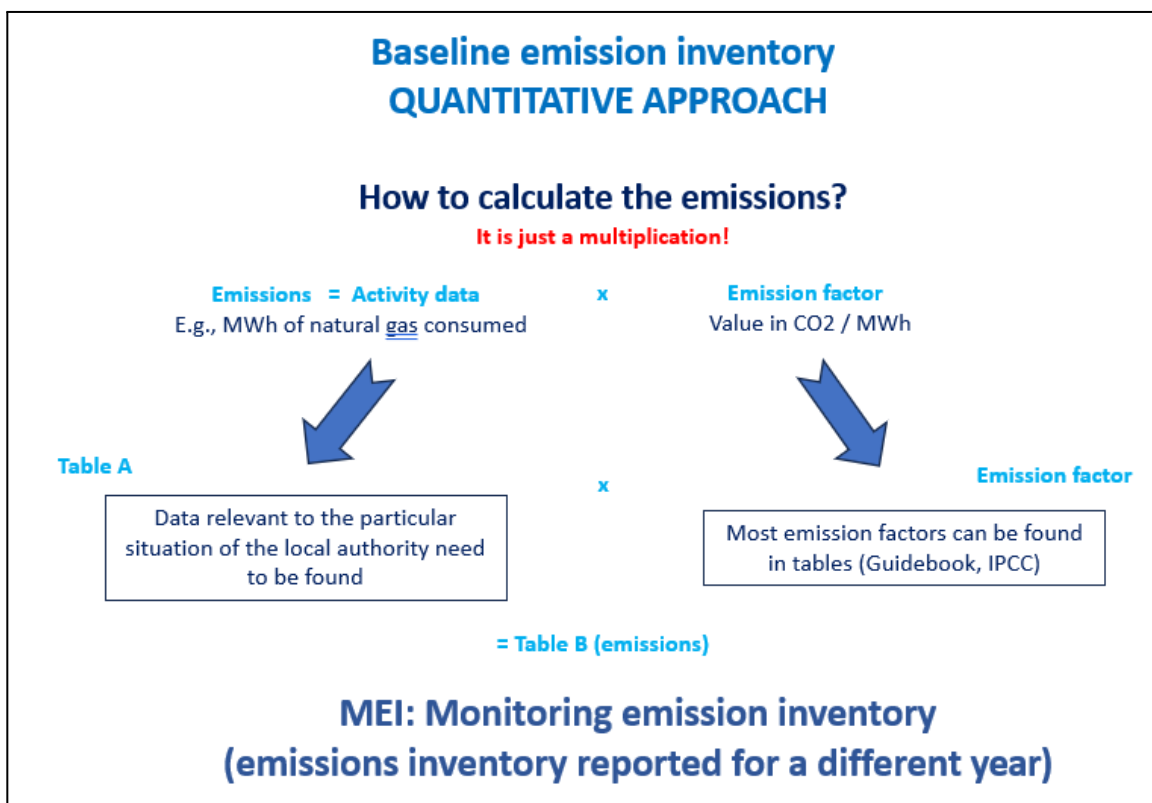 Baseline emission inventory
QUANTITATIVE APPROACH
How to calculate the emissions?
It is just a multiplication!
Emissions = Activity data x Emission factor
E.g., MWh of natural gas consumed Value in CO2 / MWh
Table A
x
Emission factor
Data relevant to the particular
situation of the local authority need
to be found
Most emission factors can be found
in tables (Guidebook, IPCC)
= Table B (emissions)
MEI: Monitoring emission inventory
(emissions inventory reported for a different year)